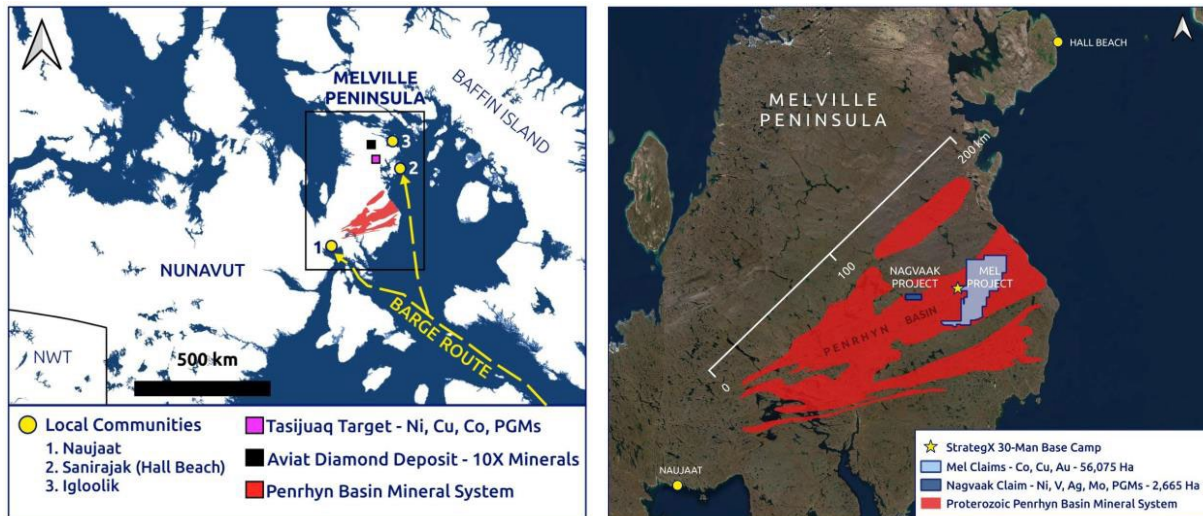 MELVILLE
PENINSULA
BAFFIN ISLAND
3
2
1
NUNAVUT
BARGE ROUTE
NWT
500 km
Local Communities
1. Naujaat
2. Sanirajak (Hall Beach)
3. Igloolik
Tasijuaq Target - Ni, Cu, Co, PGMs
Aviat Diamond Deposit - 10X Minerals
Penrhyn Basin Mineral System
HALL BEACH
MELVILLE
PENINSULA
200 km
100
0
NAGVAAK
PROJECT
MEL
PROJECT
PENRHYN BASIN
NAUJAAT
StrategX 30-Man Base Camp
Mel Claims - Co, Cu, Au - 56,075 Ha
Nagvaak Claim - Ni, V, Ag, Mo, PGMs - 2,665 Ha
Proterozoic Penrhyn Basin Mineral System